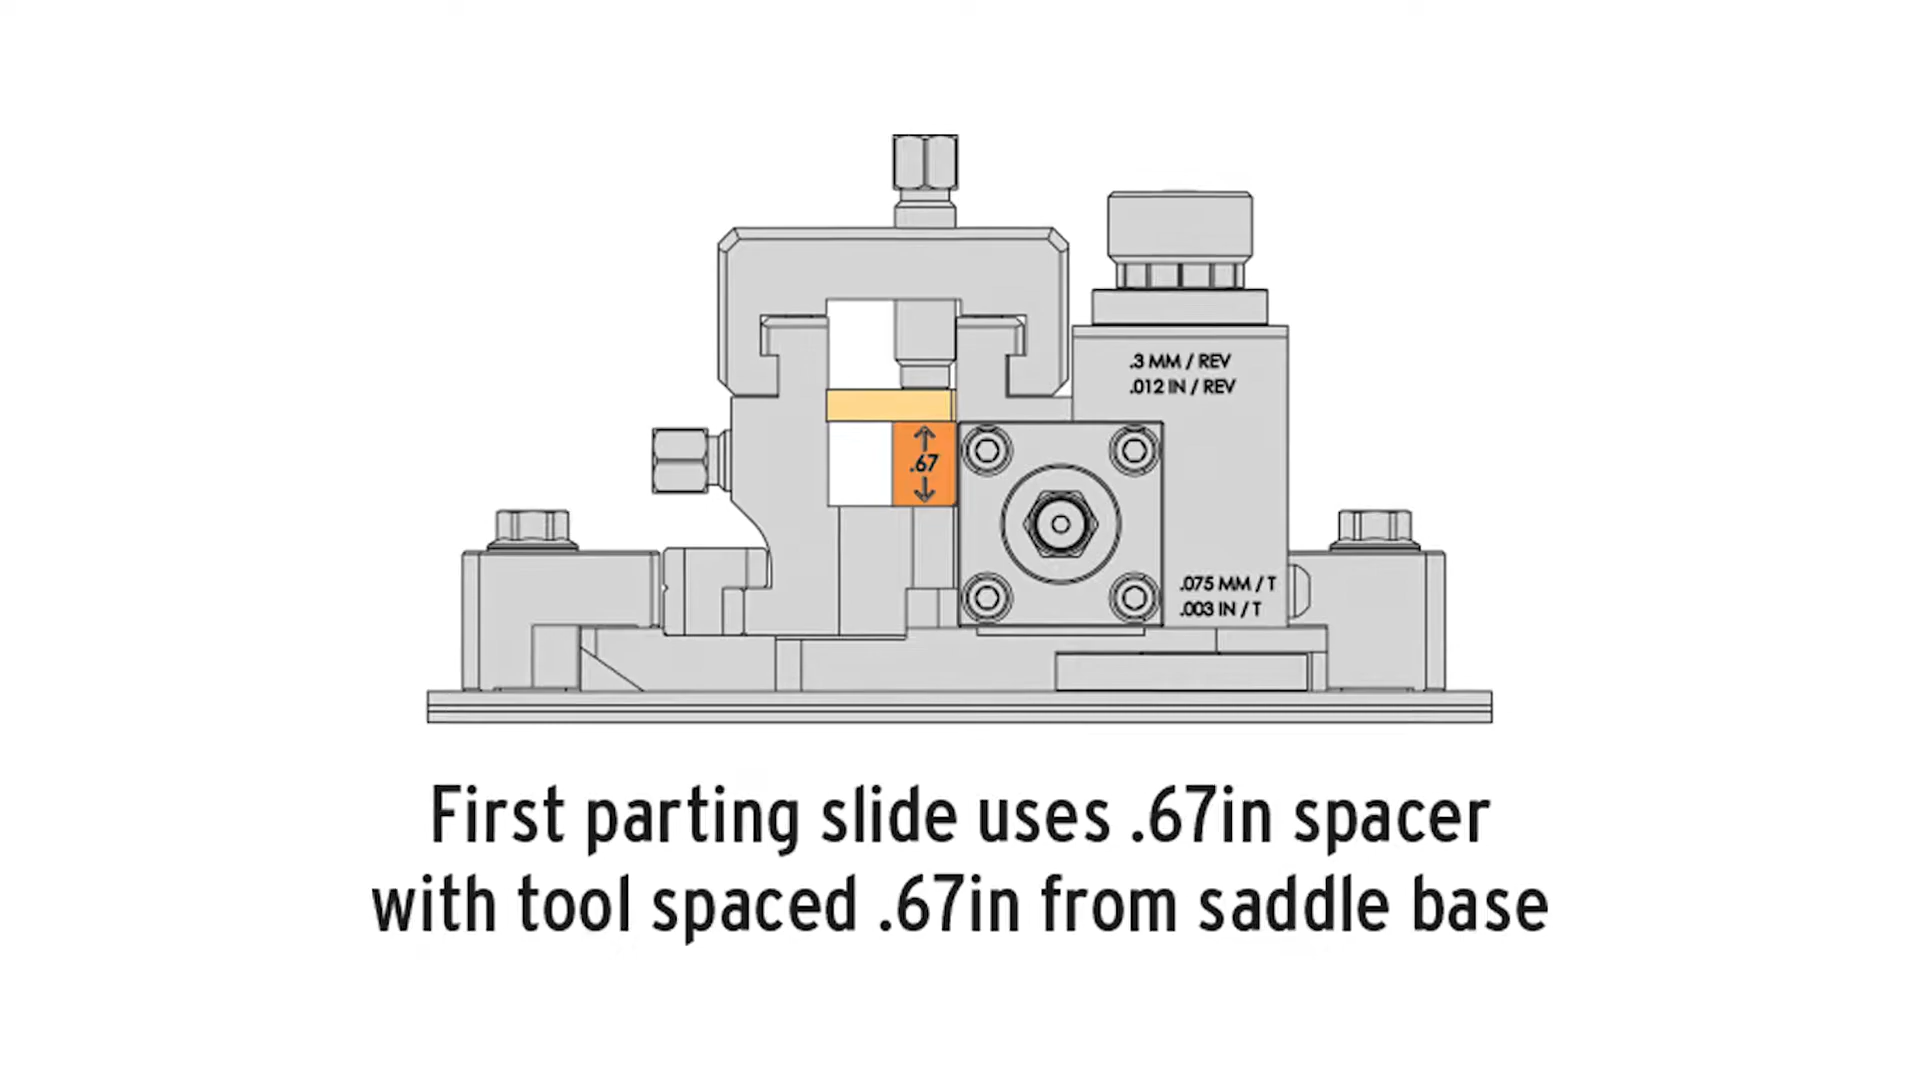 .3 MM / REV
.012 IN / REV
.67
.075 MM / T
.003 IN / T
First parting slide uses .67in spacer
with tool spaced .67in from saddle base